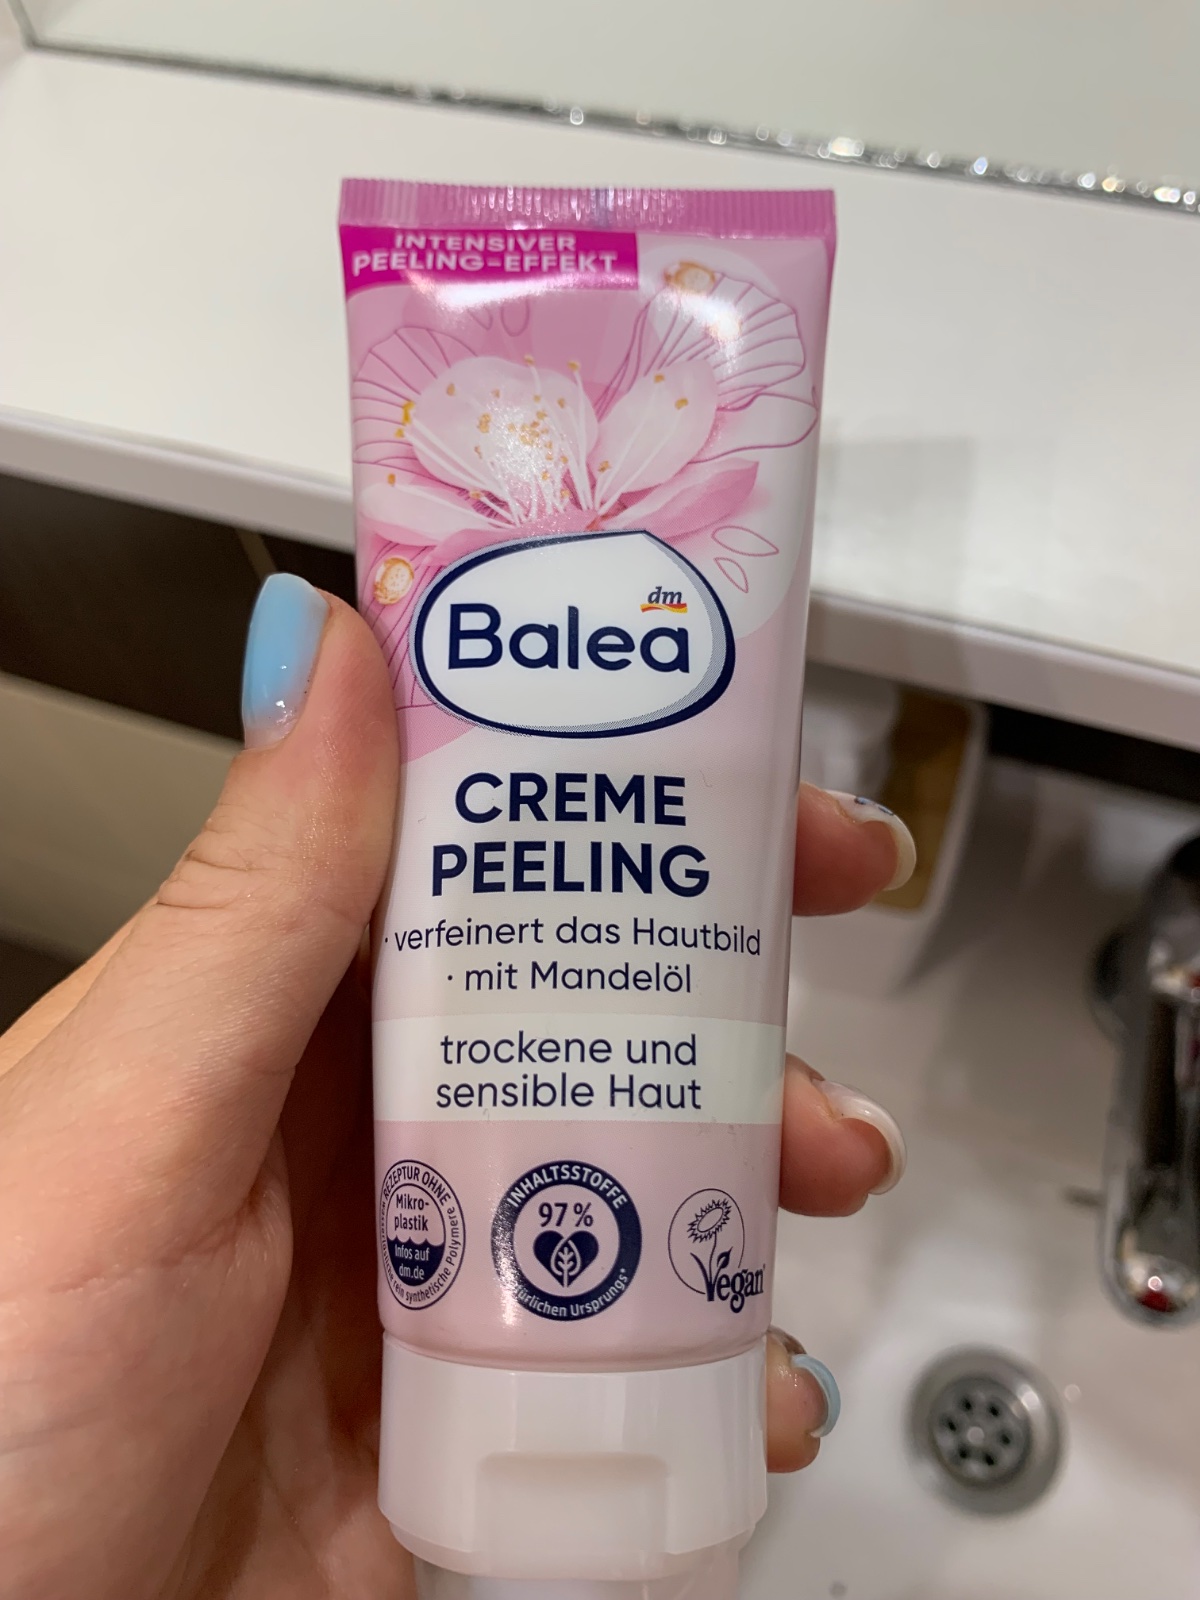 INTENSIVER
PEELING-EFFEKT
dm
Balea
CREME
PEELING
· verfeinert das Hautbild
· mit Mandelöl
trockene und
sensible Haut
REZEPTUR OHNE
Mikro-
plastik
Infos auf
dm.de
rein synthetische Polymere
INHALTSSTOFFE
97 %
Ursprungs*
Vegan